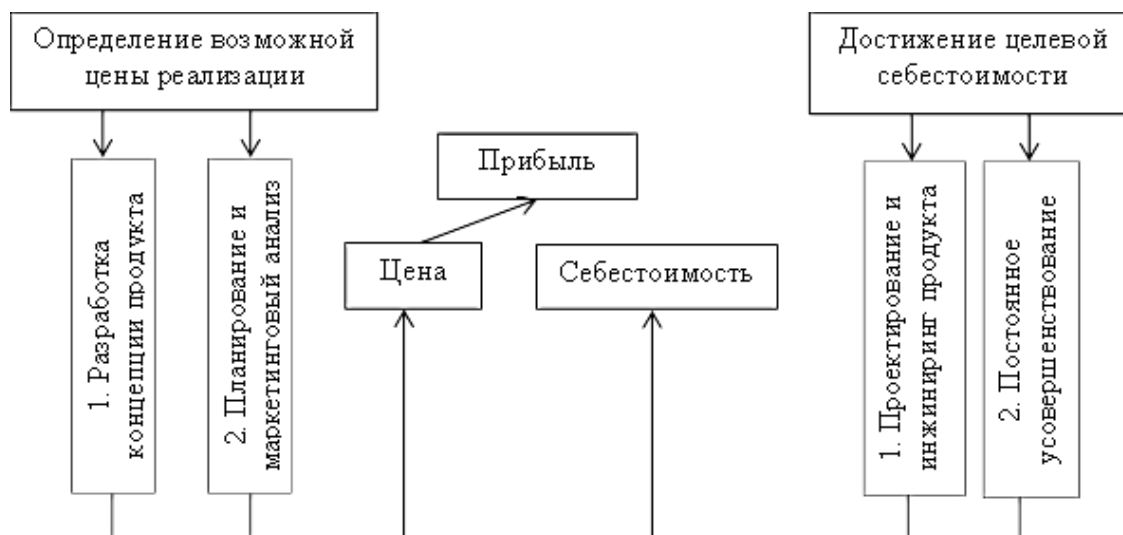 Определение возможной
цены реализации
Достижение целевой
себестоимости
Прибыль
Цена
Себестоимость
1. Разработка
концепции продукта
2. Планирование и
маркетинговый анализ
1. Проектирование и
инжиниринг продукта
2. Постоянное
усовершенствование